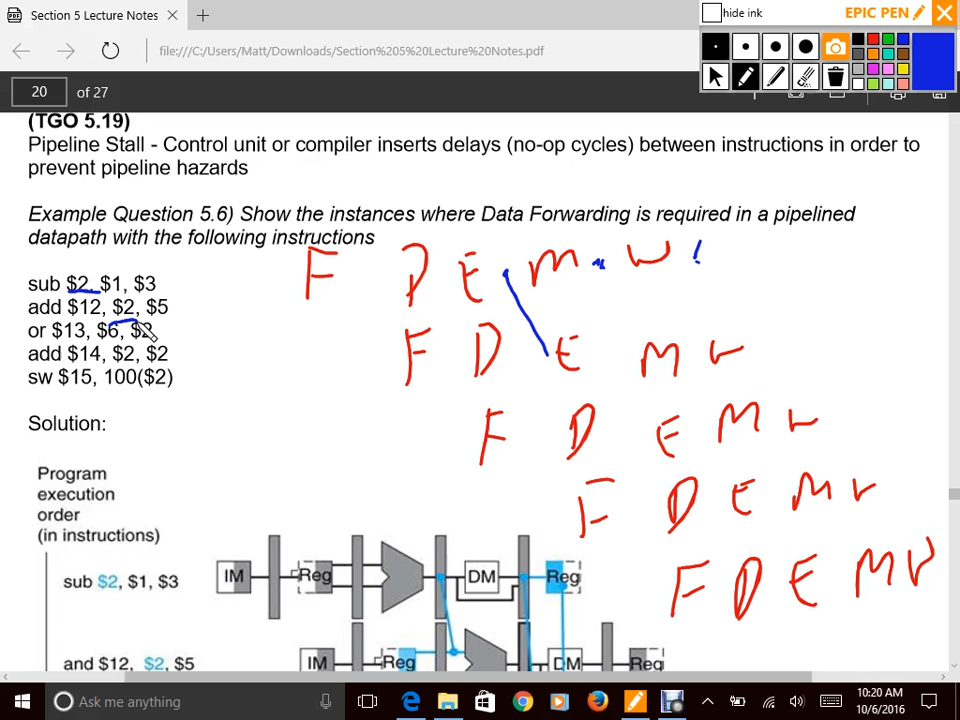 Section 5 Lecture Notes
hide ink
EPIC PEN
file:///C:/Users/Matt/Downloads/Section%205%20Lecture%20Notes.pdf
20 of 27
(TGO 5.19)
Pipeline Stall - Control unit or compiler inserts delays (no-op cycles) between instructions in order to
prevent pipeline hazards
Example Question 5.6) Show the instances where Data Forwarding is required in a pipelined
datapath with the following instructions
F D E M W
sub $2, $1, $3
add $12, $2, $5
or $13, $6, $2
F D E M W
add $14, $2, $2
sw $15, 100($2)
F D E M W
Solution:
F D E M W
F D E M W
Program
execution
order
(in instructions)
sub $2, $1, $3
IM Reg DM Reg
and $12, $2, $5
IM Reg DM Reg
Ask me anything
10:20 AM
10/6/2016